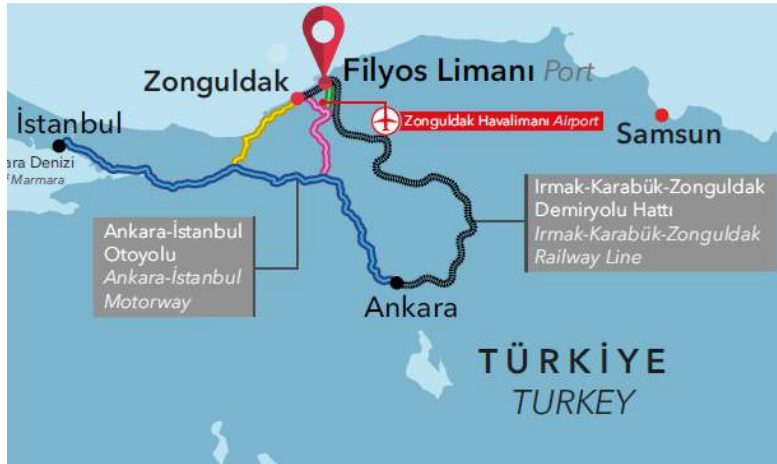 Zonguldak
Filyos Limanı Port
Zonguldak Havalimanı Airport
İstanbul
Samsun
ara Denizi
f Marmara
Irmak-Karabük-Zonguldak
Demiryolu Hattı
Irmak-Karabük-Zonguldak
Railway Line
Ankara-İstanbul
Otoyolu
Ankara-İstanbul
Motorway
Ankara
TÜRKİYE
TURKEY